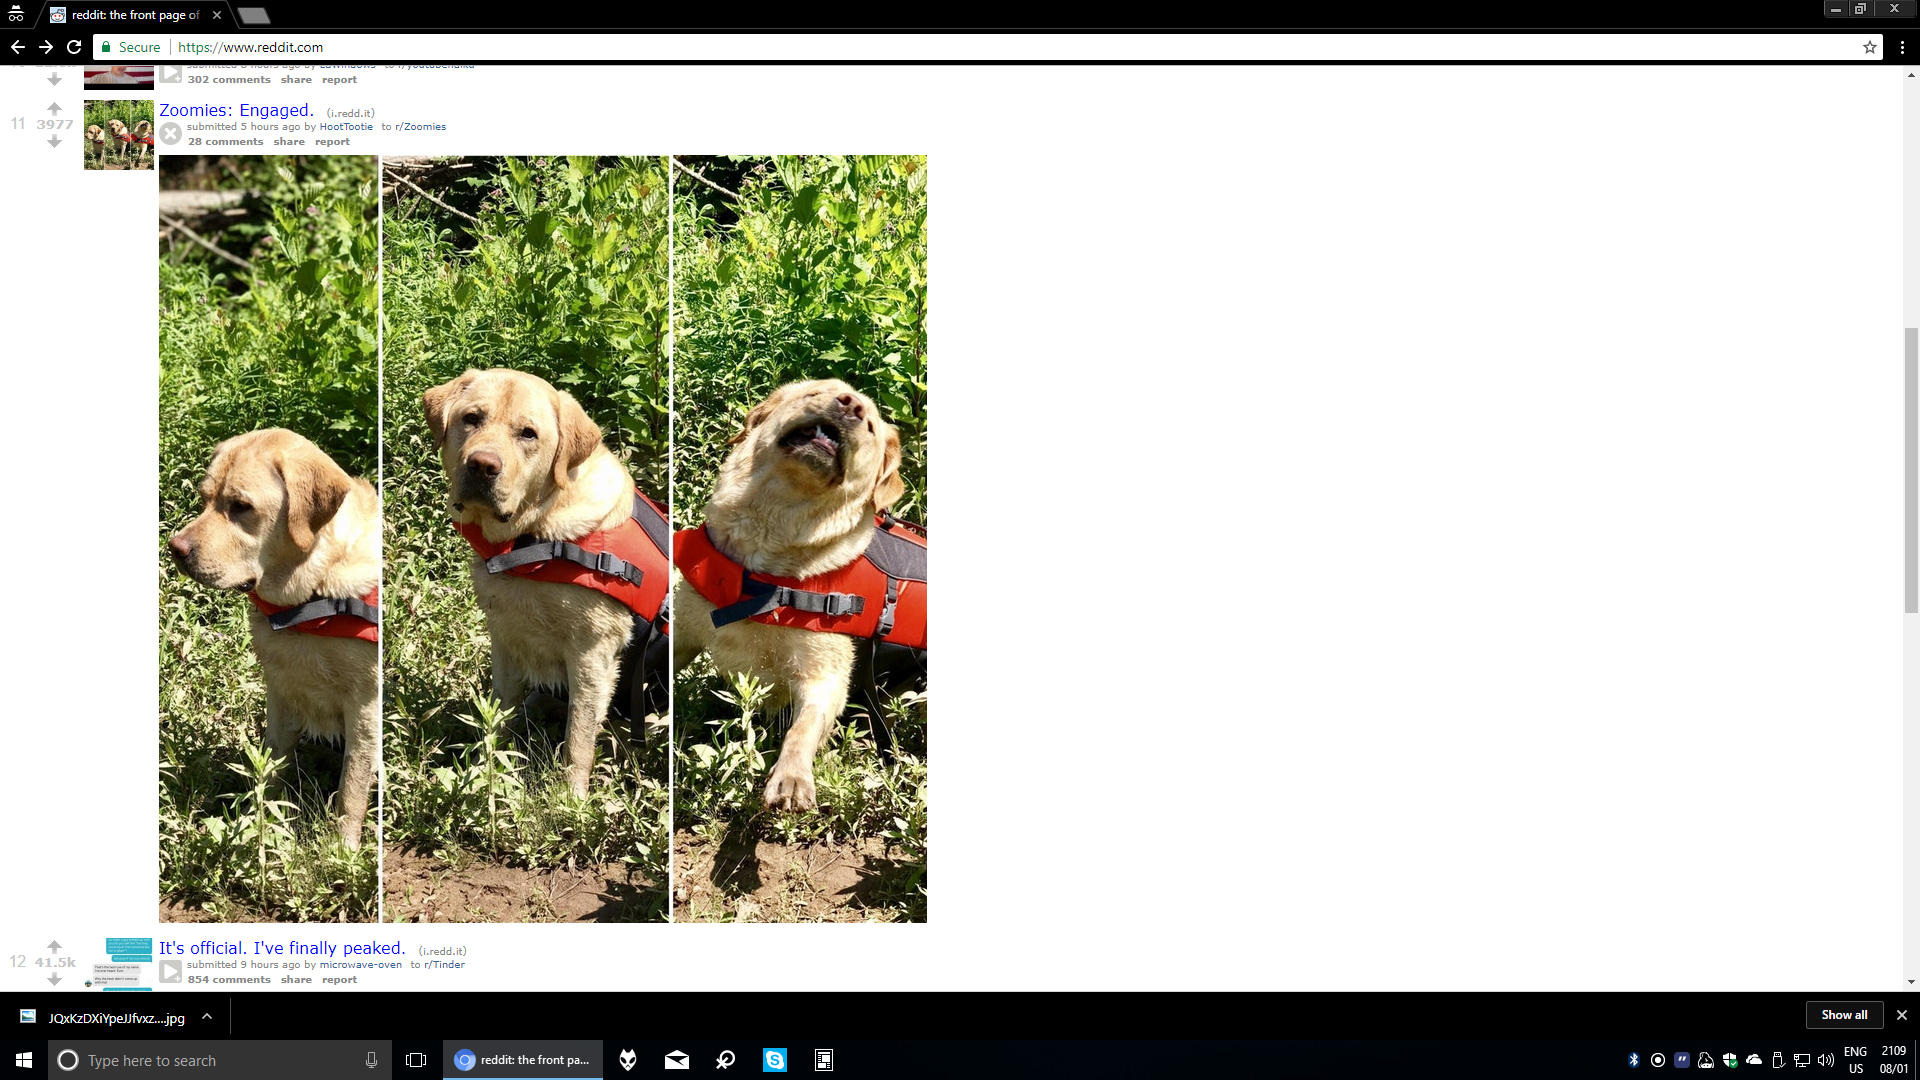 reddit: the front page of
Secure
https://www.reddit.com
302 comments share report
11
3977
Zoomies: Engaged. (i.redd.it)
submitted 5 hours ago by HootTootie to r/Zoomies
28 comments share report
12
41.5k
It's official. I've finally peaked. (i.redd.it)
submitted 9 hours ago by microwave-oven to r/Tinder
854 comments share report
JQxKzDXiYpeJJfvxz....jpg
Show all
Type here to search
reddit: the front pa...
ENG
US
2109
08/01